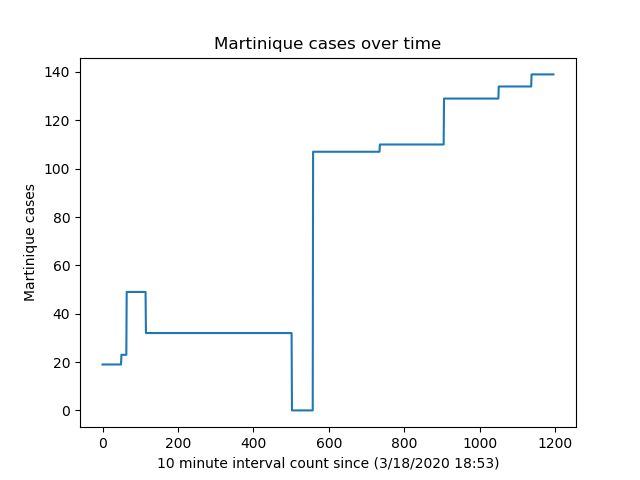 Martinique cases over time
140
120
100
80
60
40
20
0
Martinique cases
0 200 400 600 800 1000 1200
10 minute interval count since (3/18/2020 18:53)